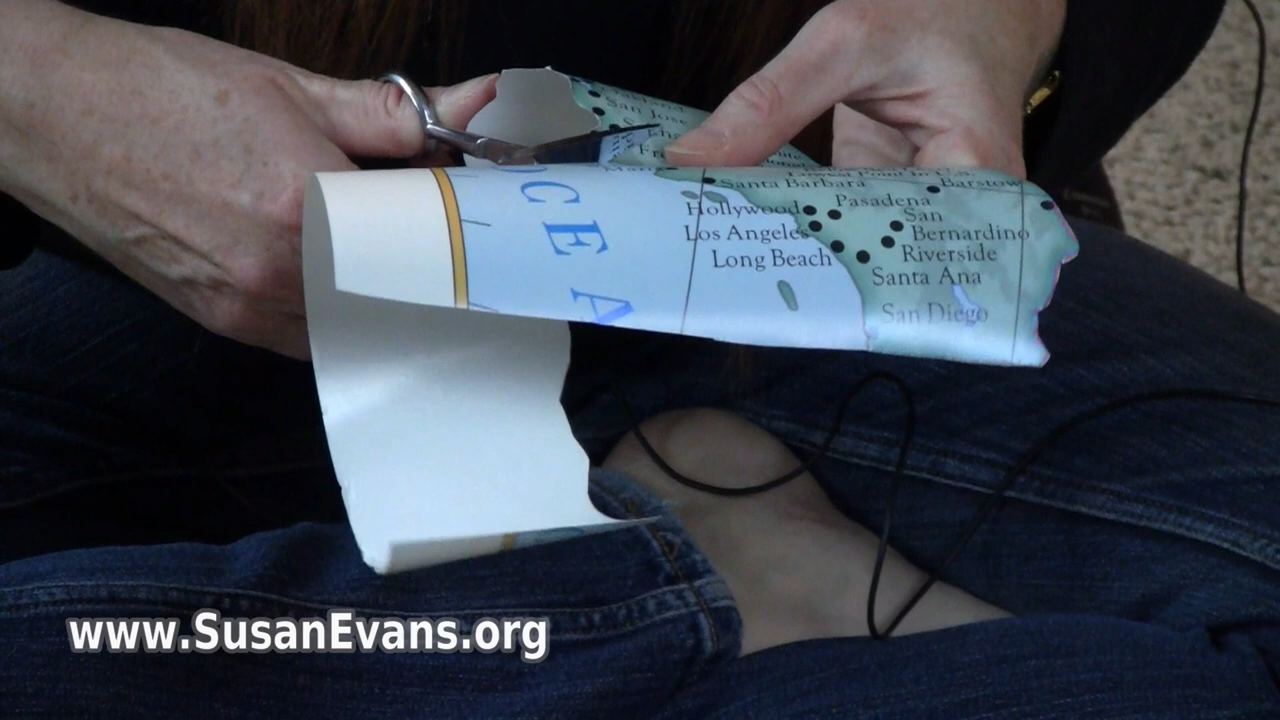 San Jose
OCE A
Santa Barbara
Barstow
Hollywood
Pasadena
San
Bernardino
Los Angeles
Long Beach
Riverside
Santa Ana
San Diego
www.SusanEvans.org